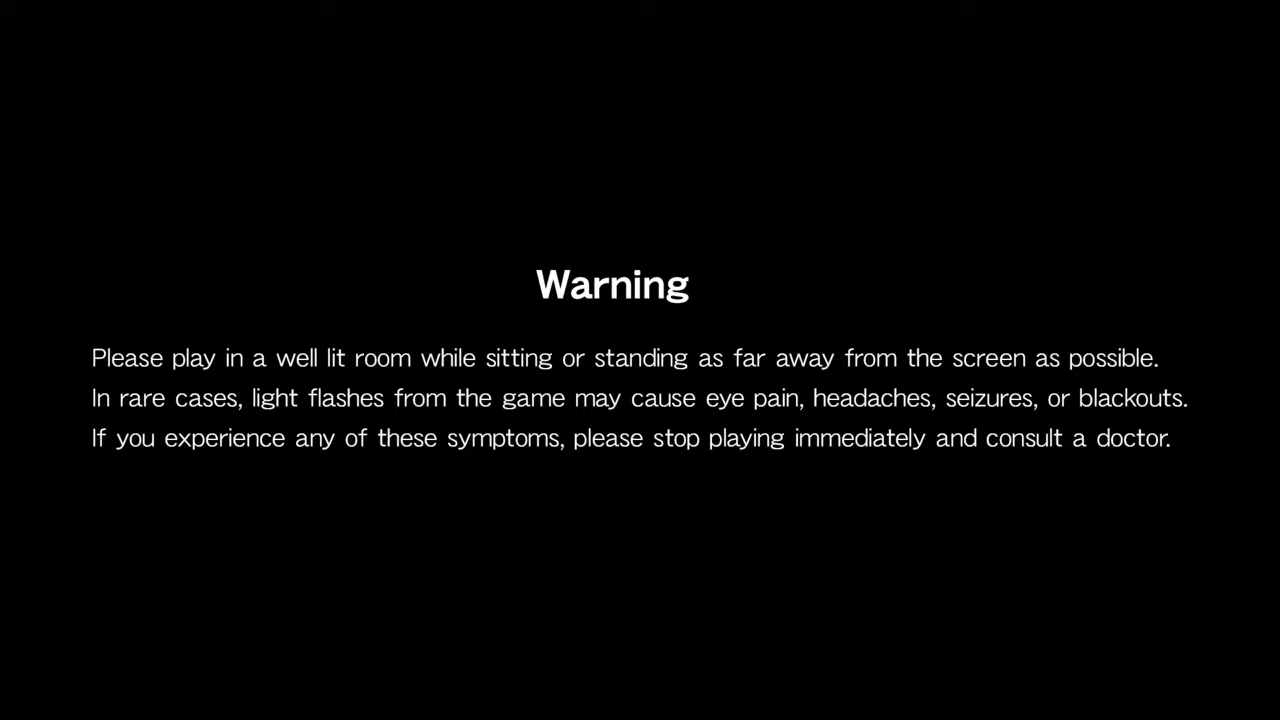 Warning
Please play in a well lit room while sitting or standing as far away from the screen as possible.
In rare cases, light flashes from the game may cause eye pain, headaches, seizures, or blackouts.
If you experience any of these symptoms, please stop playing immediately and consult a doctor.